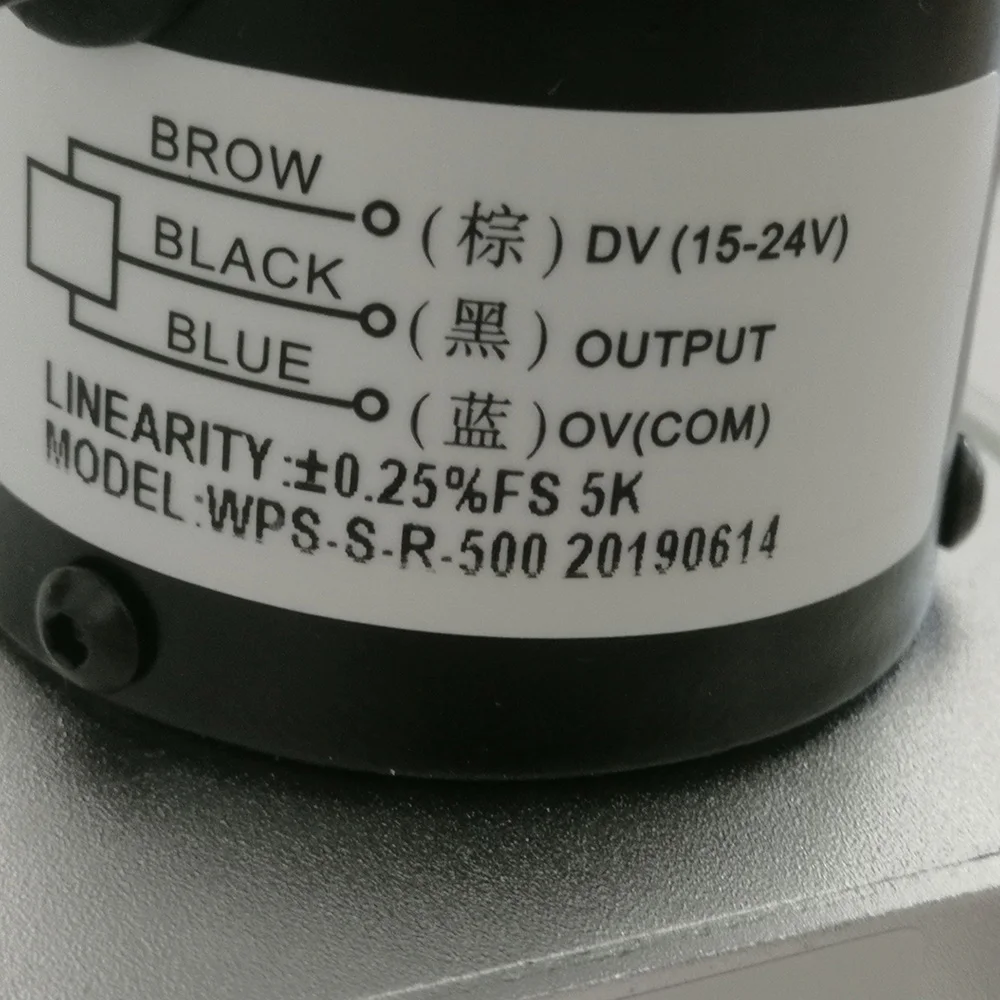 BROW (棕) DV (15-24V)
BLACK (黑) OUTPUT
BLUE (蓝) OV(COM)
LINEARITY:±0.25%FS 5K
MODEL:WPS-S-R-500 20190614